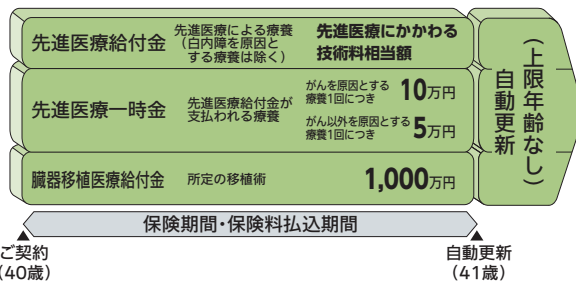 先進医療給付金
先進医療による療養
(白内障を原因と
する療養は除く)
先進医療にかかわる
技術料相当額
先進医療一時金
先進医療給付金が
支払われる療養
がんを原因とする
療養1回につき 10万円
がん以外を原因とする
療養1回につき 5万円
臓器移植医療給付金
所定の移植術
1,000万円
自動更新
(上限年齢なし)
保険期間・保険料払込期間
ご契約
(40歳)
自動更新
(41歳)